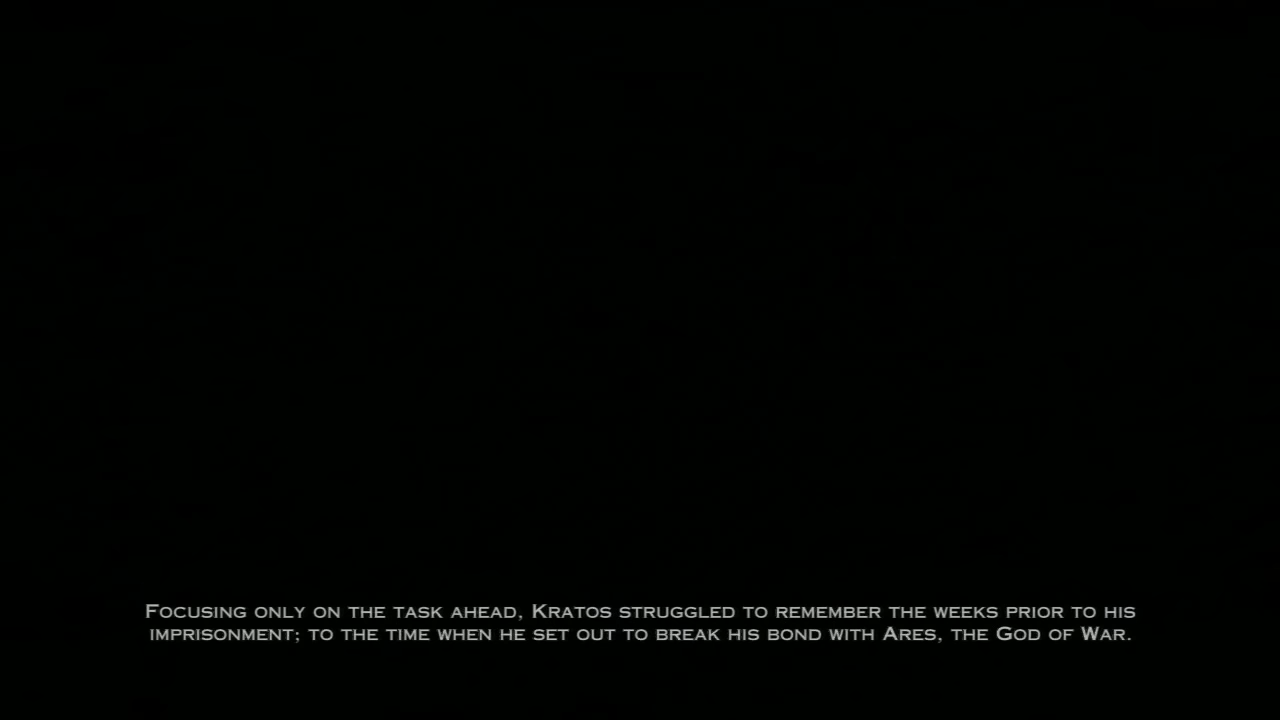 Focusing only on the task ahead, Kratos struggled to remember the weeks prior to his
imprisonment; to the time when he set out to break his bond with Ares, the God of War.